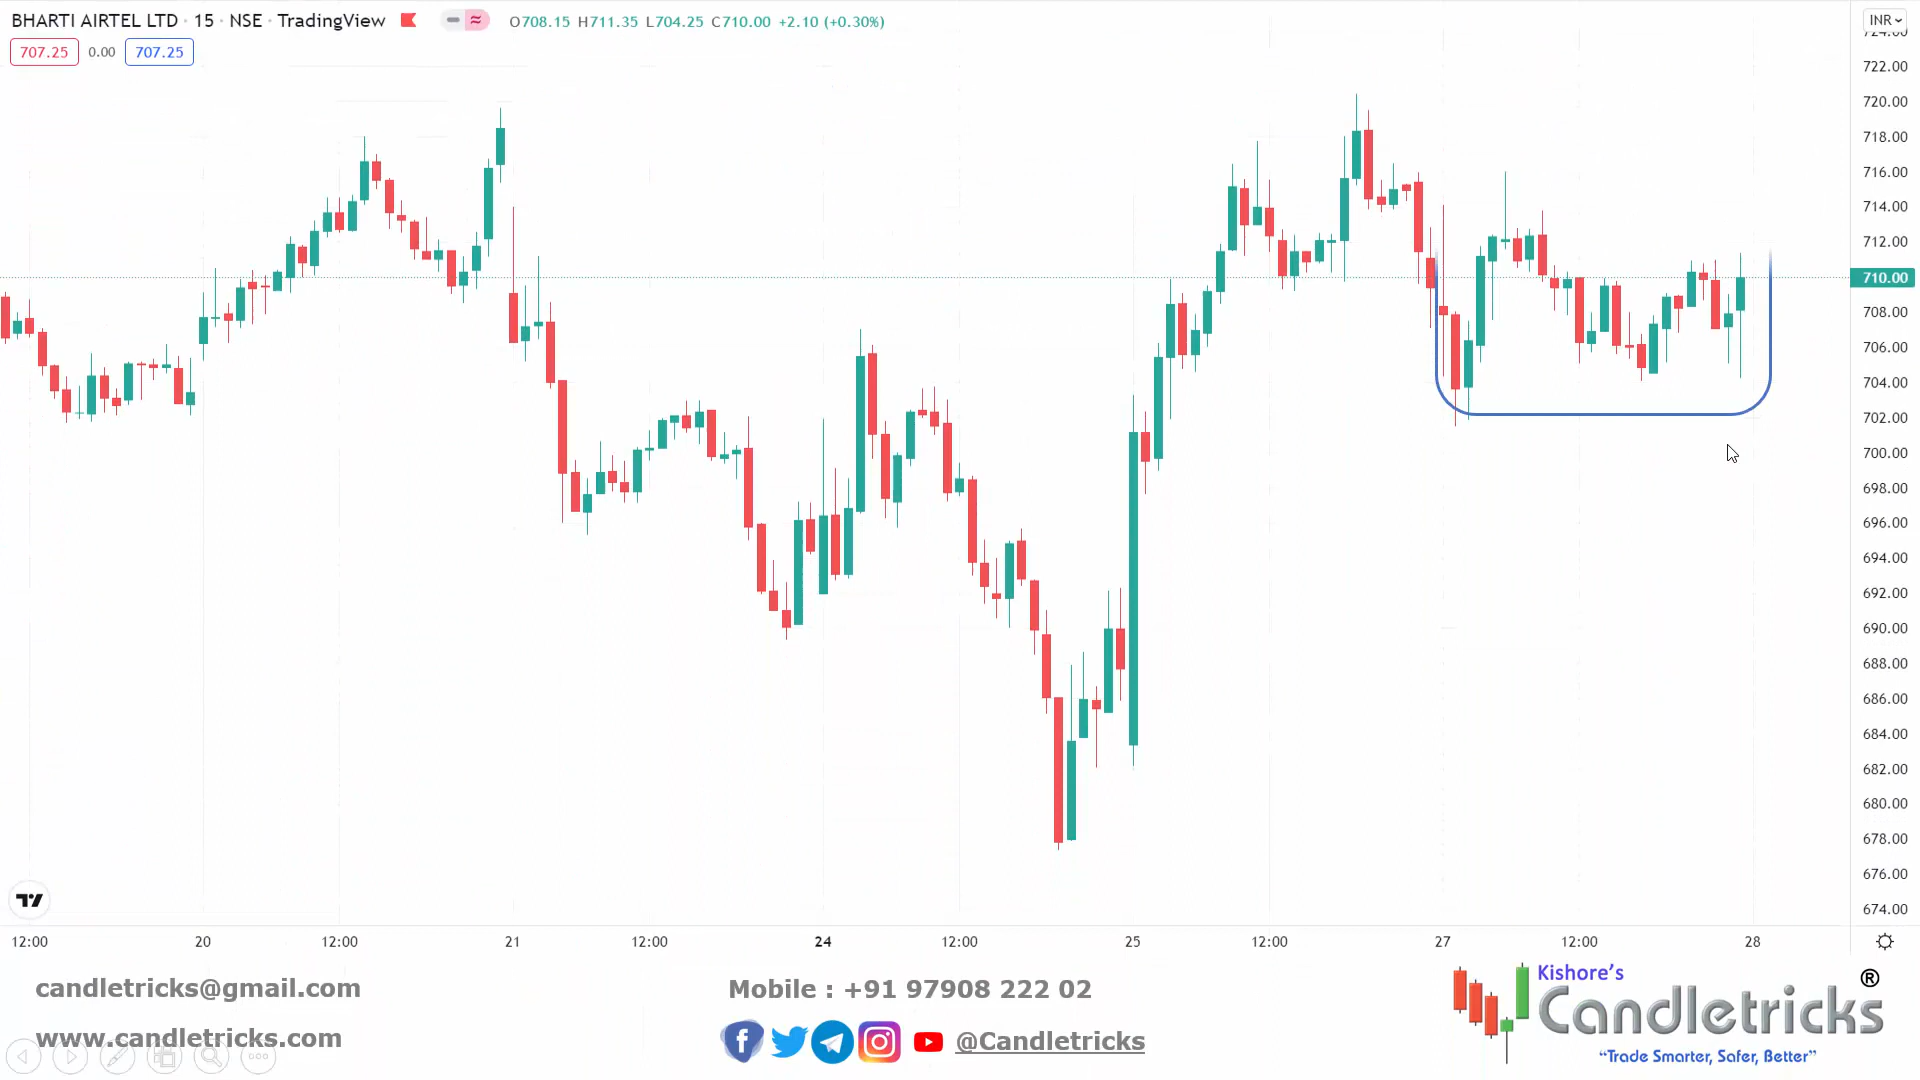 BHARTI AIRTEL LTD · 15 · NSE · TradingView
O708.15 H711.35 L704.25 C710.00 +2.10 (+0.30%)
INR
707.25 0.00 707.25
724.00
722.00
720.00
718.00
716.00
714.00
712.00
710.00
708.00
706.00
704.00
702.00
700.00
698.00
696.00
694.00
692.00
690.00
688.00
686.00
684.00
682.00
680.00
678.00
676.00
674.00
12:00 20 12:00 21 12:00 24 12:00 25 12:00 27 12:00 28
candletricks@gmail.com
www.candletricks.com
Mobile : +91 97908 222 02
@Candletricks
Kishore's
Candletricks ®
“Trade Smarter, Safer, Better”